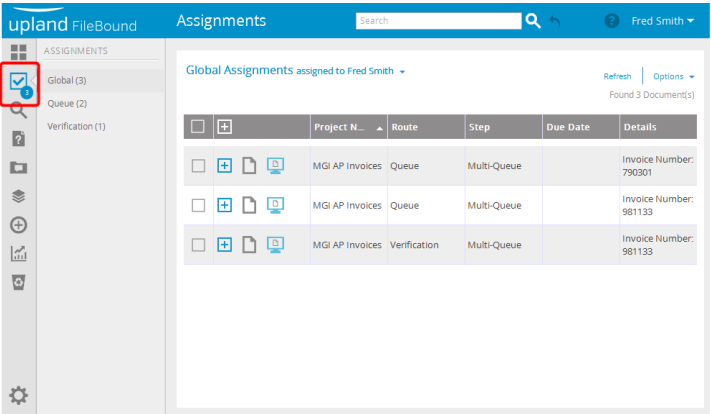 upland FileBound
Assignments
Search
?
Fred Smith
ASSIGNMENTS
Global (3)
Queue (2)
Verification (1)
3
Global Assignments assigned to Fred Smith
Refresh | Options
Found 3 Document(s)
Project N... Route Step Due Date Details
MGI AP Invoices Queue Multi-Queue Invoice Number:
790301
MGI AP Invoices Queue Multi-Queue Invoice Number:
981133
MGI AP Invoices Verification Multi-Queue Invoice Number:
981133